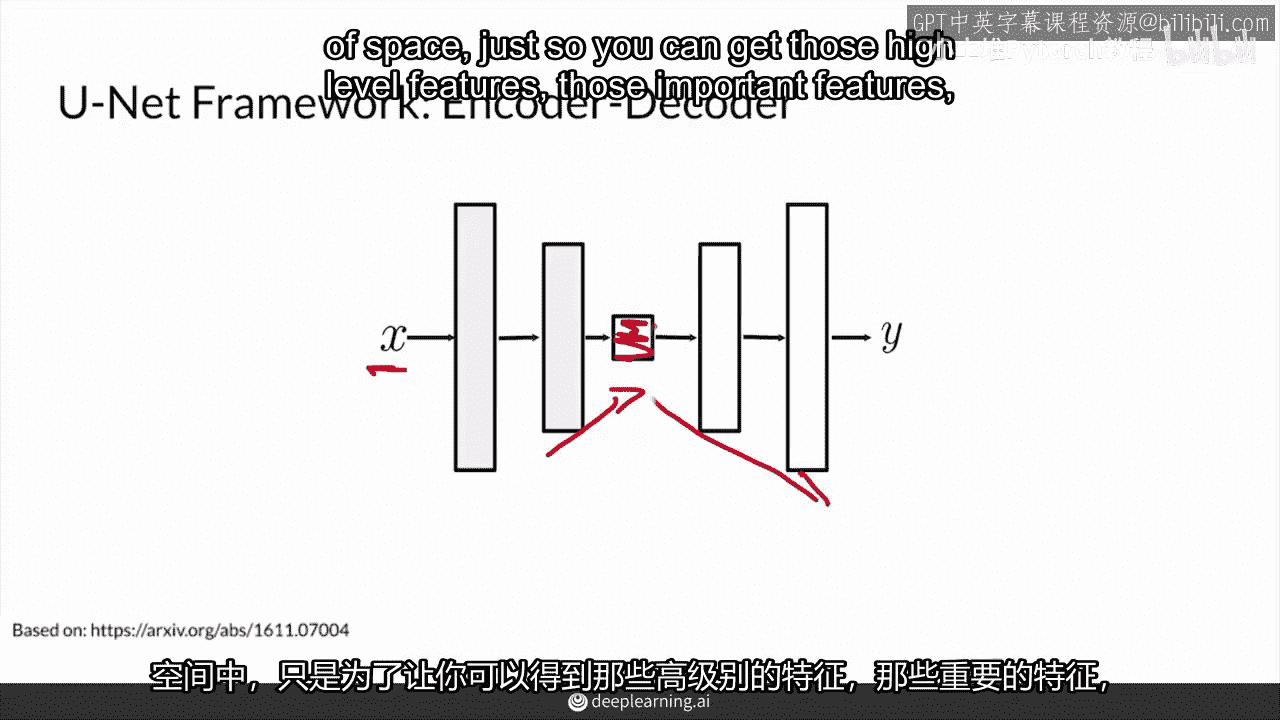 GPT中英字幕课程资源@bilibili.com
of space, just so you can get those high
level features, those important features,
U-Net Framework: Encoder-Decoder
x
y
Based on: https://arxiv.org/abs/1611.07004
空间中，只是为了让你可以得到那些高级别的特征，那些重要的特征，
deeplearning.ai